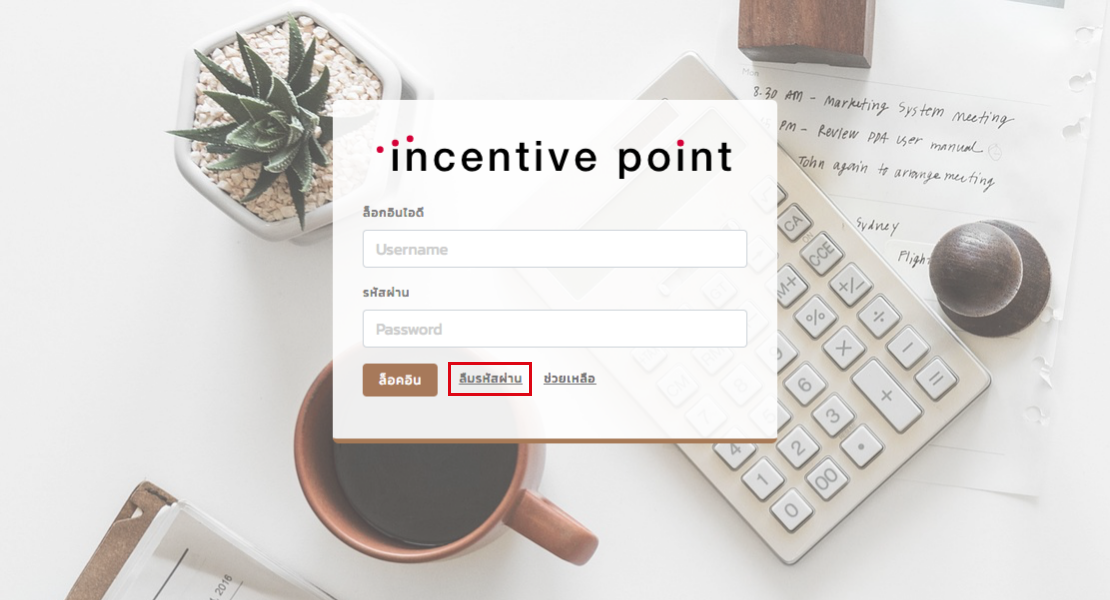 incentive point
ล็อกอินไอดี
Username
รหัสผ่าน
Password
ล็อคอิน
ลืมรหัสผ่าน
ช่วยเหลือ
Mon
8.30 AM - Marketing System meeting
PM - Review PDA user manual
John again to arrange meeting
Sydney
Fligh
CA
C·CE
M+
+/-
%
÷
×
−
6
+
=
3
4
2
•
1
00
0
2016